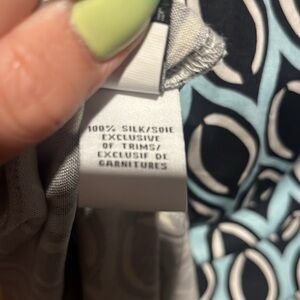 100% SILK/SOIE
EXCLUSIVE
OF TRIMS/
EXCLUSIF DE
GARNITURES